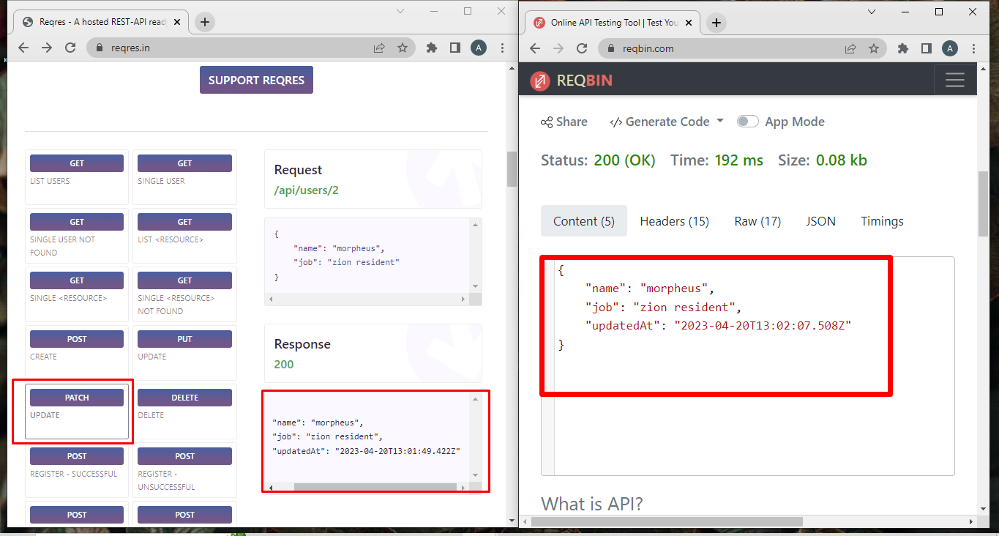 Reqres - A hosted REST-API read
reqres.in
A
SUPPORT REQRES
GET
LIST USERS
GET
SINGLE USER
GET
SINGLE USER NOT
FOUND
GET
LIST <RESOURCE>
GET
SINGLE <RESOURCE>
GET
SINGLE <RESOURCE>
NOT FOUND
POST
CREATE
PUT
UPDATE
PATCH
UPDATE
DELETE
DELETE
POST
REGISTER - SUCCESSFUL
POST
REGISTER -
UNSUCCESSFUL
POST
POST
Request
/api/users/2
{
"name": "morpheus",
"job": "zion resident"
}
Response
200
"name": "morpheus",
"job": "zion resident",
"updatedAt": "2023-04-20T13:01:49.422Z"
Online API Testing Tool | Test You
reqbin.com
A
REQBIN
Share
</> Generate Code
App Mode
Status: 200 (OK) Time: 192 ms Size: 0.08 kb
Content (5) Headers (15) Raw (17) JSON Timings
{
"name": "morpheus",
"job": "zion resident",
"updatedAt": "2023-04-20T13:02:07.508Z"
}
What is API?